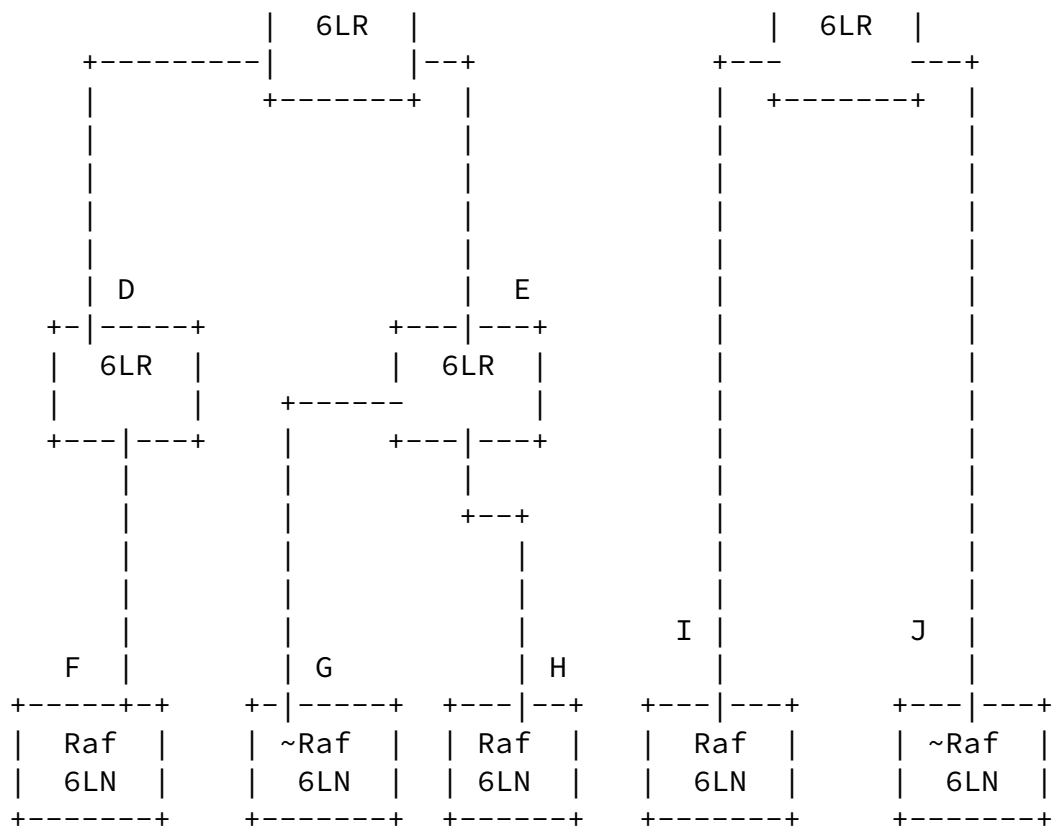 6LR 6LR
D E
6LR 6LR
I J
F G H
Raf ~Raf Raf Raf ~Raf
6LN 6LN 6LN 6LN 6LN